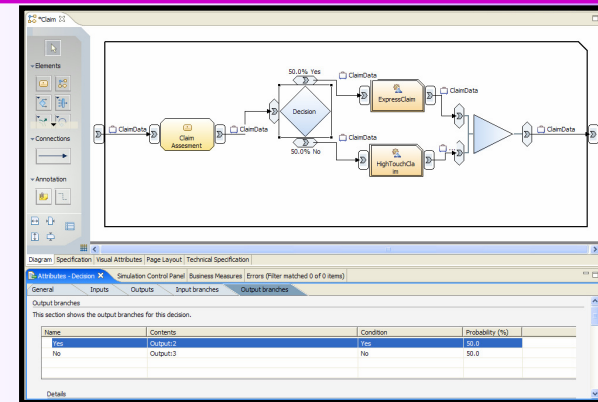 *Claim
Elements
Connections
Annotation
50.0% Yes
ClaimData
ExpressClaim
ClaimData
ClaimData
Claim
Assesment
ClaimData
Decision
50.0% No
ClaimData
HighTouchCla
im
ClaimData
Diagram Specification Visual Attributes Page Layout Technical Specification
Attributes - Decision Simulation Control Panel Business Measures Errors (Filter matched 0 of 0 items)
General Inputs Outputs Input branches Output branches
Output branches
This section shows the output branches for this decision.
Name Contents Condition Probability (%)
Yes Output:2 Yes 50.0
No Output:3 No 50.0
Details